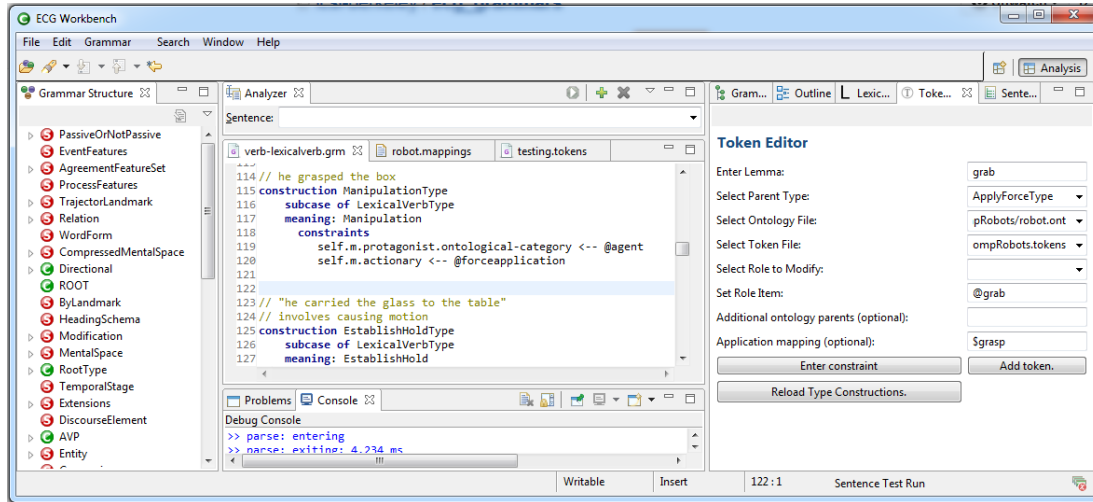 ECG Workbench
File Edit Grammar Search Window Help
Analysis
Grammar Structure
PassiveOrNotPassive
EventFeatures
AgreementFeatureSet
ProcessFeatures
TrajectorLandmark
Relation
WordForm
CompressedMentalSpace
Directional
ROOT
ByLandmark
HeadingSchema
Modification
MentalSpace
RootType
TemporalStage
Extensions
DiscourseElement
AVP
Entity
Analyzer
Sentence:
verb-lexicalverb.grm robot.mappings testing.tokens
114 // he grasped the box
115 construction ManipulationType
116 subcase of LexicalVerbType
117 meaning: Manipulation
118 constraints
119 self.m.protagonist.ontological-category <-- @agent
120 self.m.actionary <-- @forceapplication
121
122
123 // "he carried the glass to the table"
124 // involves causing motion
125 construction EstablishHoldType
126 subcase of LexicalVerbType
127 meaning: EstablishHold
Problems Console
Debug Console
>> parse: entering
>> parse: exiting: 4.234 ms
Gram... Outline Lexic... Toke... Sente...
Token Editor
Enter Lemma: grab
Select Parent Type: ApplyForceType
Select Ontology File: pRobots/robot.ont
Select Token File: ompRobots.tokens
Select Role to Modify:
Set Role Item: @grab
Additional ontology parents (optional):
Application mapping (optional): $grasp
Enter constraint Add token.
Reload Type Constructions.
Writable Insert 122 : 1 Sentence Test Run